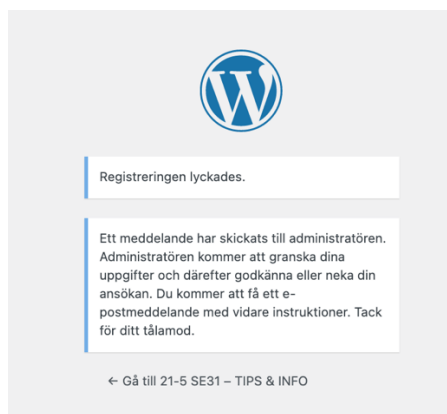 Registreringen lyckades.
Ett meddelande har skickats till administratören.
Administratören kommer att granska dina
uppgifter och därefter godkänna eller neka din
ansökan. Du kommer att få ett e-
postmeddelande med vidare instruktioner. Tack
för ditt tålamod.
← Gå till 21-5 SE31 – TIPS & INFO